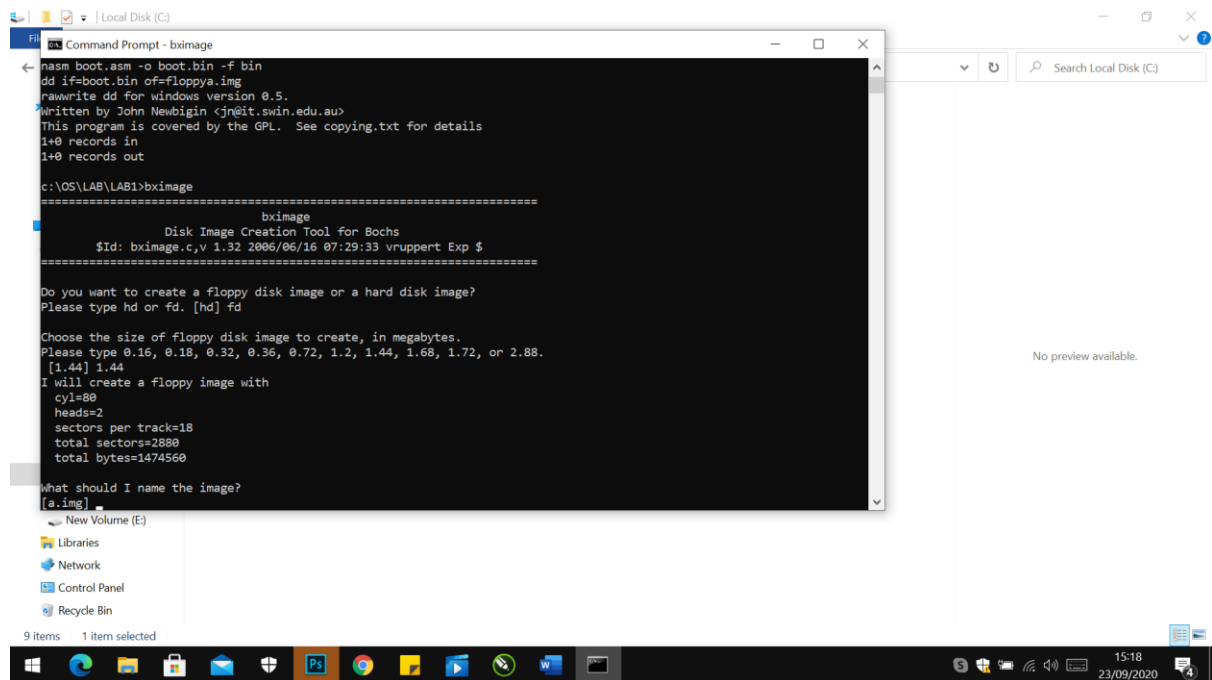 Local Disk (C:)
Fil
Command Prompt - bximage
Search Local Disk (C:)
nasm boot.asm -o boot.bin -f bin
dd if=boot.bin of=floppya.img
rawwrite dd for windows version 0.5.
Written by John Newbigin <jn@it.swin.edu.au>
This program is covered by the GPL.  See copying.txt for details
1+0 records in
1+0 records out
c:\OS\LAB\LAB1>bximage
========================================================================
bximage
Disk Image Creation Tool for Bochs
$Id: bximage.c,v 1.32 2006/06/16 07:29:33 vruppert Exp $
========================================================================
Do you want to create a floppy disk image or a hard disk image?
Please type hd or fd. [hd] fd
Choose the size of floppy disk image to create, in megabytes.
Please type 0.16, 0.18, 0.32, 0.36, 0.72, 1.2, 1.44, 1.68, 1.72, or 2.88.
[1.44] 1.44
I will create a floppy image with
cyl=80
heads=2
sectors per track=18
total sectors=2880
total bytes=1474560
What should I name the image?
[a.img] _
No preview available.
New Volume (E:)
Libraries
Network
Control Panel
Recycle Bin
9 items
1 item selected
Ps
15:18
23/09/2020
4